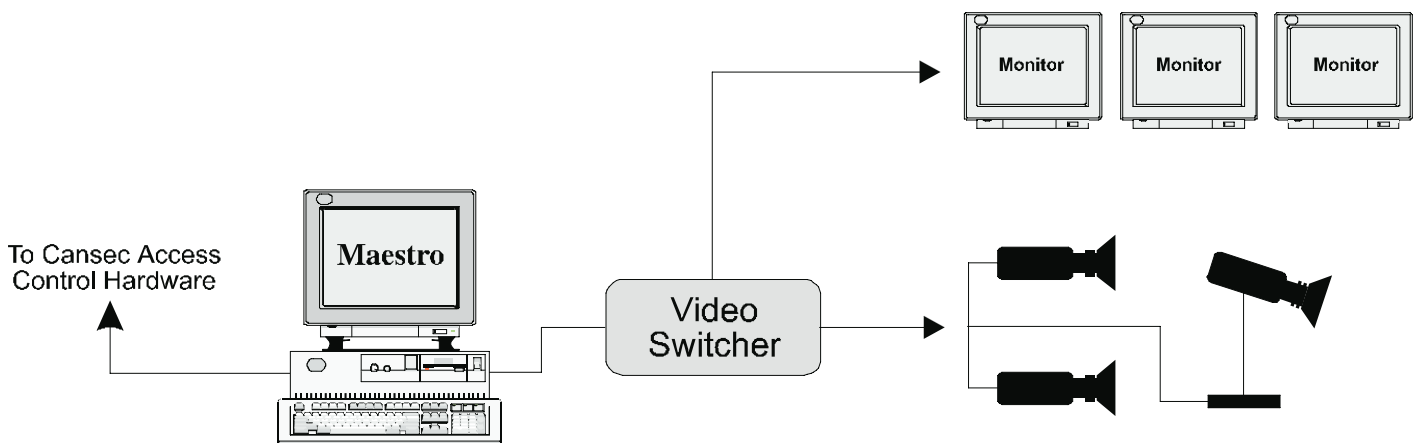 Monitor
Monitor
Monitor
To Cansec Access
Control Hardware
Maestro
Video
Switcher